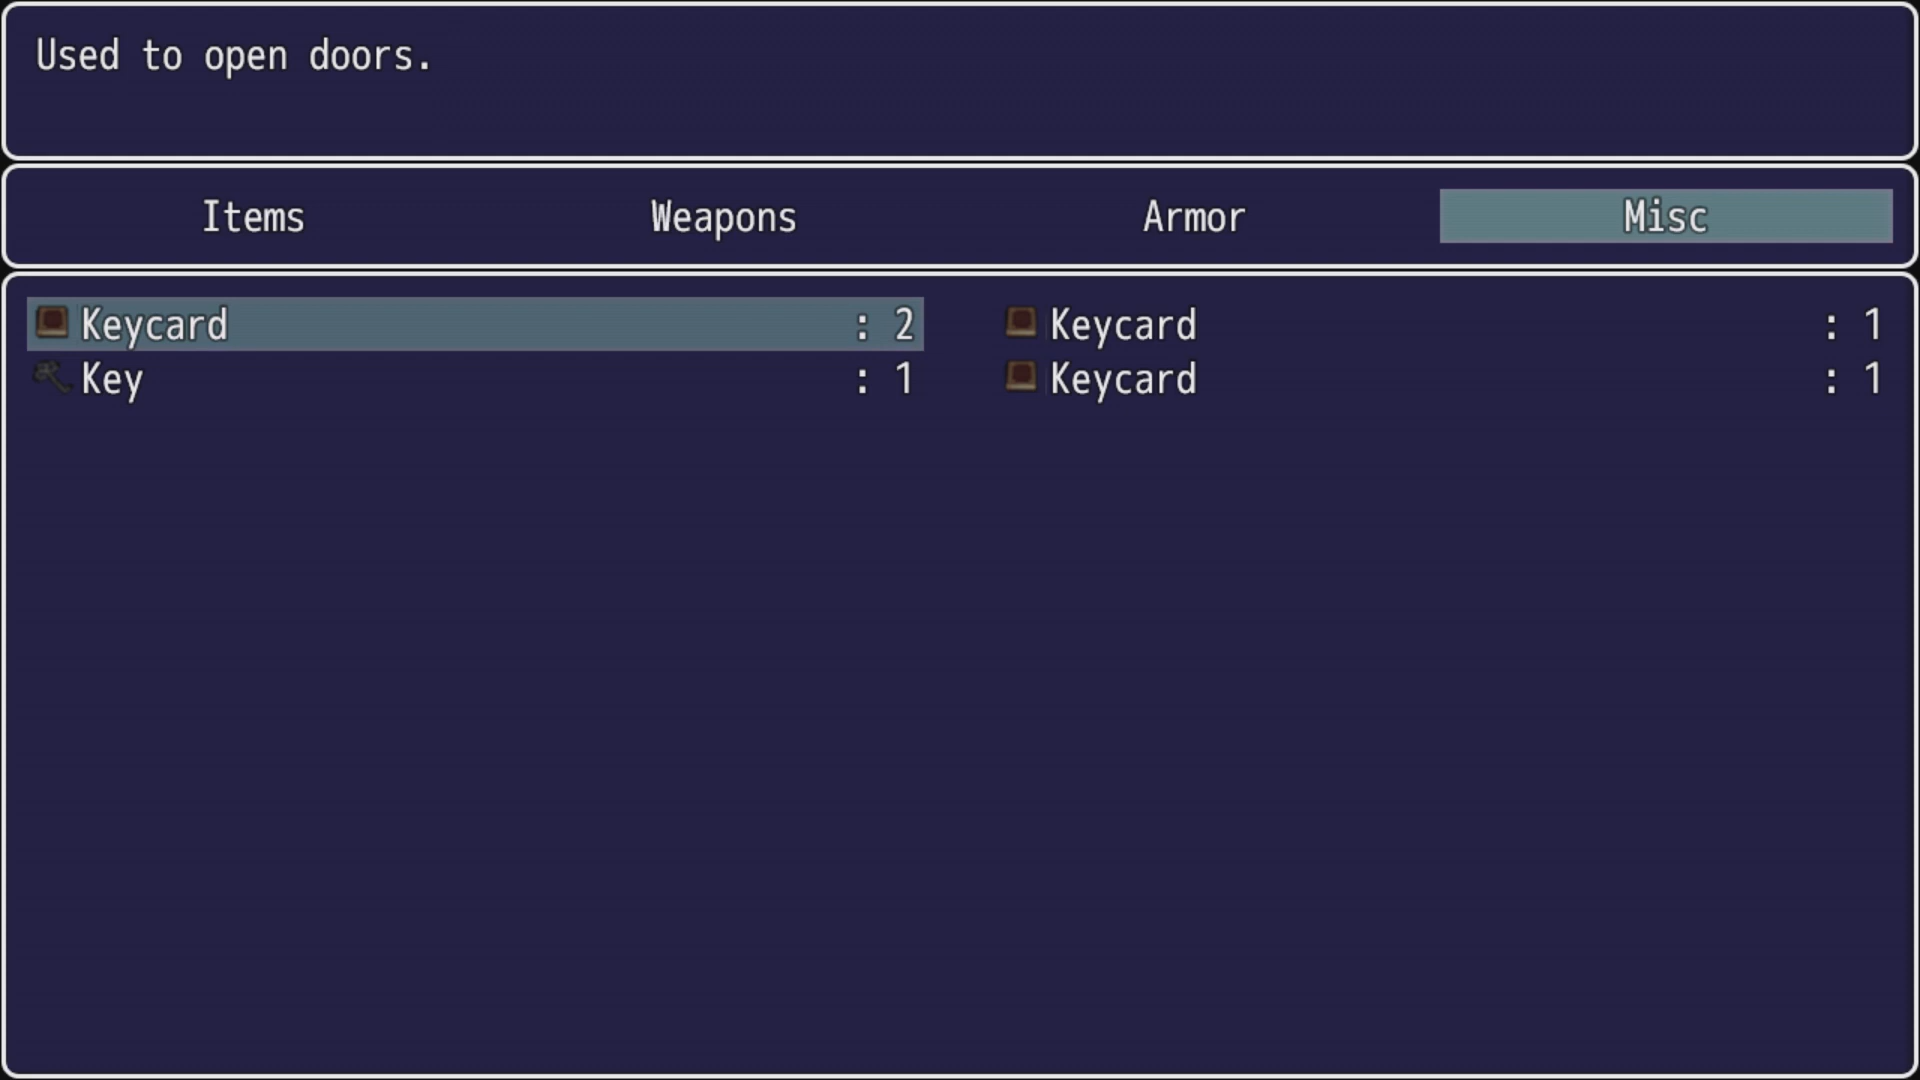 Used to open doors.
Items Weapons Armor Misc
Keycard : 2 Keycard : 1
Key : 1 Keycard : 1